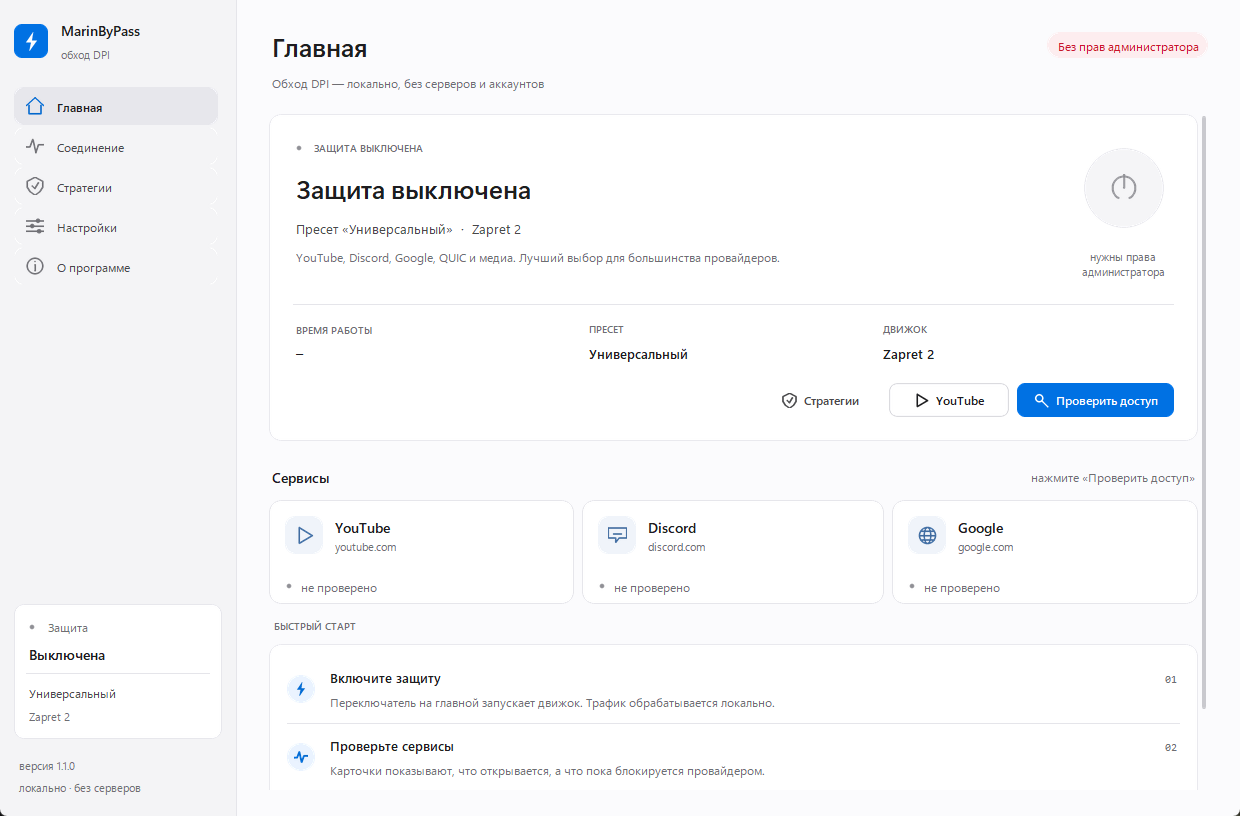 MarinByPass
обход DPI
Главная
Соединение
Стратегии
Настройки
О программе
Защита
Выключена
Универсальный
Zapret 2
версия 1.1.0
локально · без серверов
Главная
Без прав администратора
Обход DPI — локально, без серверов и аккаунтов
ЗАЩИТА ВЫКЛЮЧЕНА
Защита выключена
Пресет «Универсальный» · Zapret 2
YouTube, Discord, Google, QUIC и медиа. Лучший выбор для большинства провайдеров.
нужны права
администратора
ВРЕМЯ РАБОТЫ
–
ПРЕСЕТ
Универсальный
ДВИЖОК
Zapret 2
Стратегии
YouTube
Проверить доступ
Сервисы
нажмите «Проверить доступ»
YouTube
youtube.com
не проверено
Discord
discord.com
не проверено
Google
google.com
не проверено
БЫСТРЫЙ СТАРТ
Включите защиту
01
Переключатель на главной запускает движок. Трафик обрабатывается локально.
Проверьте сервисы
02
Карточки показывают, что открывается, а что пока блокируется провайдером.